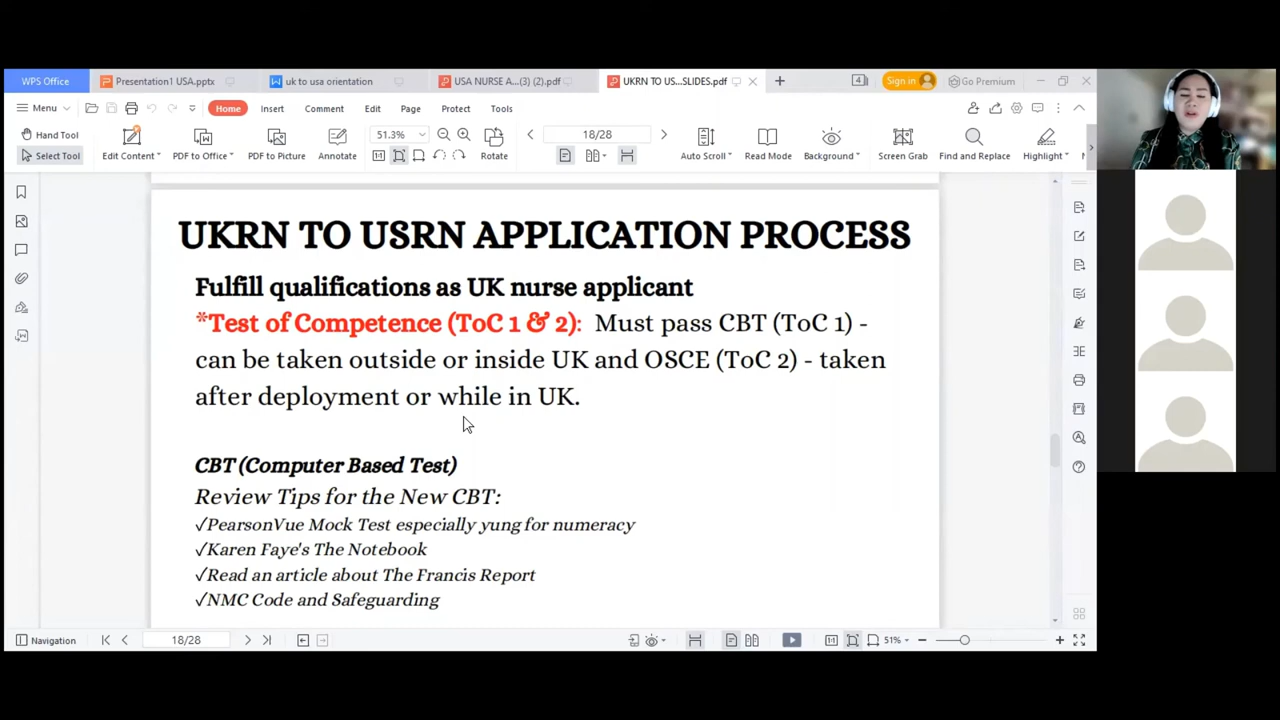 WPS Office
Presentation1 USA.pptx
uk to usa orientation
USA NURSE A...(3) (2).pdf
UKRN TO US...SLIDES.pdf
4
Sign in
Go Premium
Menu
Home
Insert
Comment
Edit
Page
Protect
Tools
Hand Tool
Select Tool
Edit Content
PDF to Office
PDF to Picture
Annotate
51.3%
Rotate
18/28
Auto Scroll
Read Mode
Background
Screen Grab
Find and Replace
Highlight
UKRN TO USRN APPLICATION PROCESS
Fulfill qualifications as UK nurse applicant
*Test of Competence (ToC 1 & 2): Must pass CBT (ToC 1) -
can be taken outside or inside UK and OSCE (ToC 2) - taken
after deployment or while in UK.
CBT (Computer Based Test)
Review Tips for the New CBT:
✓PearsonVue Mock Test especially yung for numeracy
✓Karen Faye's The Notebook
✓Read an article about The Francis Report
✓NMC Code and Safeguarding
Navigation
18/28
51%